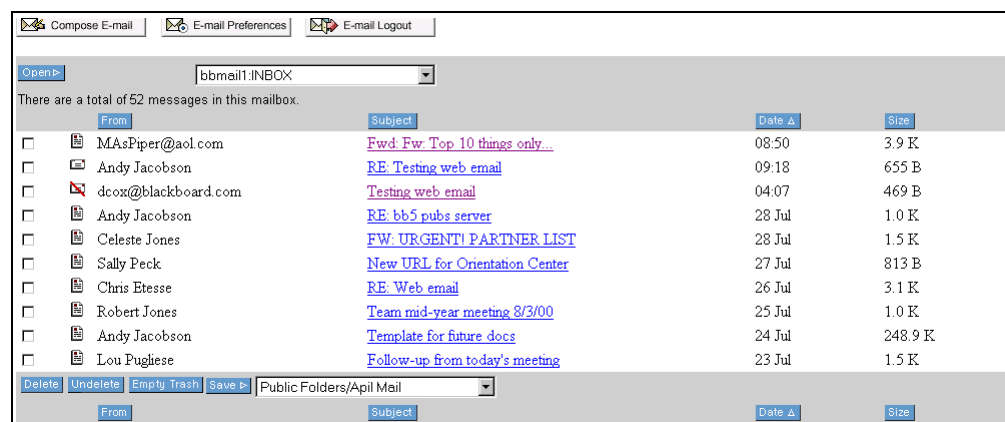 Compose E-mail E-mail Preferences E-mail Logout
Open bbmail1:INBOX
There are a total of 52 messages in this mailbox.
From Subject Date Size
MAsPiper@aol.com Fwd: Fw: Top 10 things only... 08:50 3.9 K
Andy Jacobson RE: Testing web email 09:18 655 B
dcox@blackboard.com Testing web email 04:07 469 B
Andy Jacobson RE: bb5 pubs server 28 Jul 1.0 K
Celeste Jones FW: URGENT! PARTNER LIST 28 Jul 1.5 K
Sally Peck New URL for Orientation Center 27 Jul 813 B
Chris Etesse RE: Web email 26 Jul 3.1 K
Robert Jones Team mid-year meeting 8/3/00 25 Jul 1.0 K
Andy Jacobson Template for future docs 24 Jul 248.9 K
Lou Pugliese Follow-up from today's meeting 23 Jul 1.5 K
Delete Undelete Empty Trash Save Public Folders/Apil Mail
From Subject Date Size